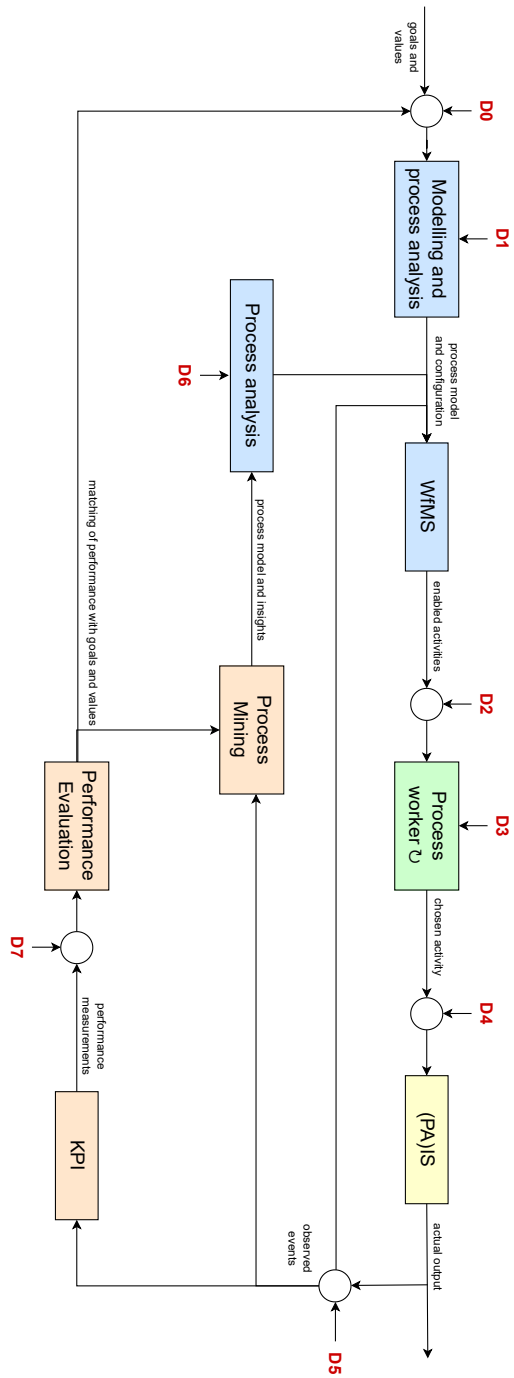 goals and
values
D0
Modelling and
process analysis
D1
process model
and configuration
WfMS
enabled activities
D2
Process
worker ↻
D3
chosen activity
D4
(PA)IS
actual output
Process analysis
D6
process model and insights
Process
Mining
observed
events
D5
matching of performance with goals and values
Performance
Evaluation
D7
performance
measurements
KPI